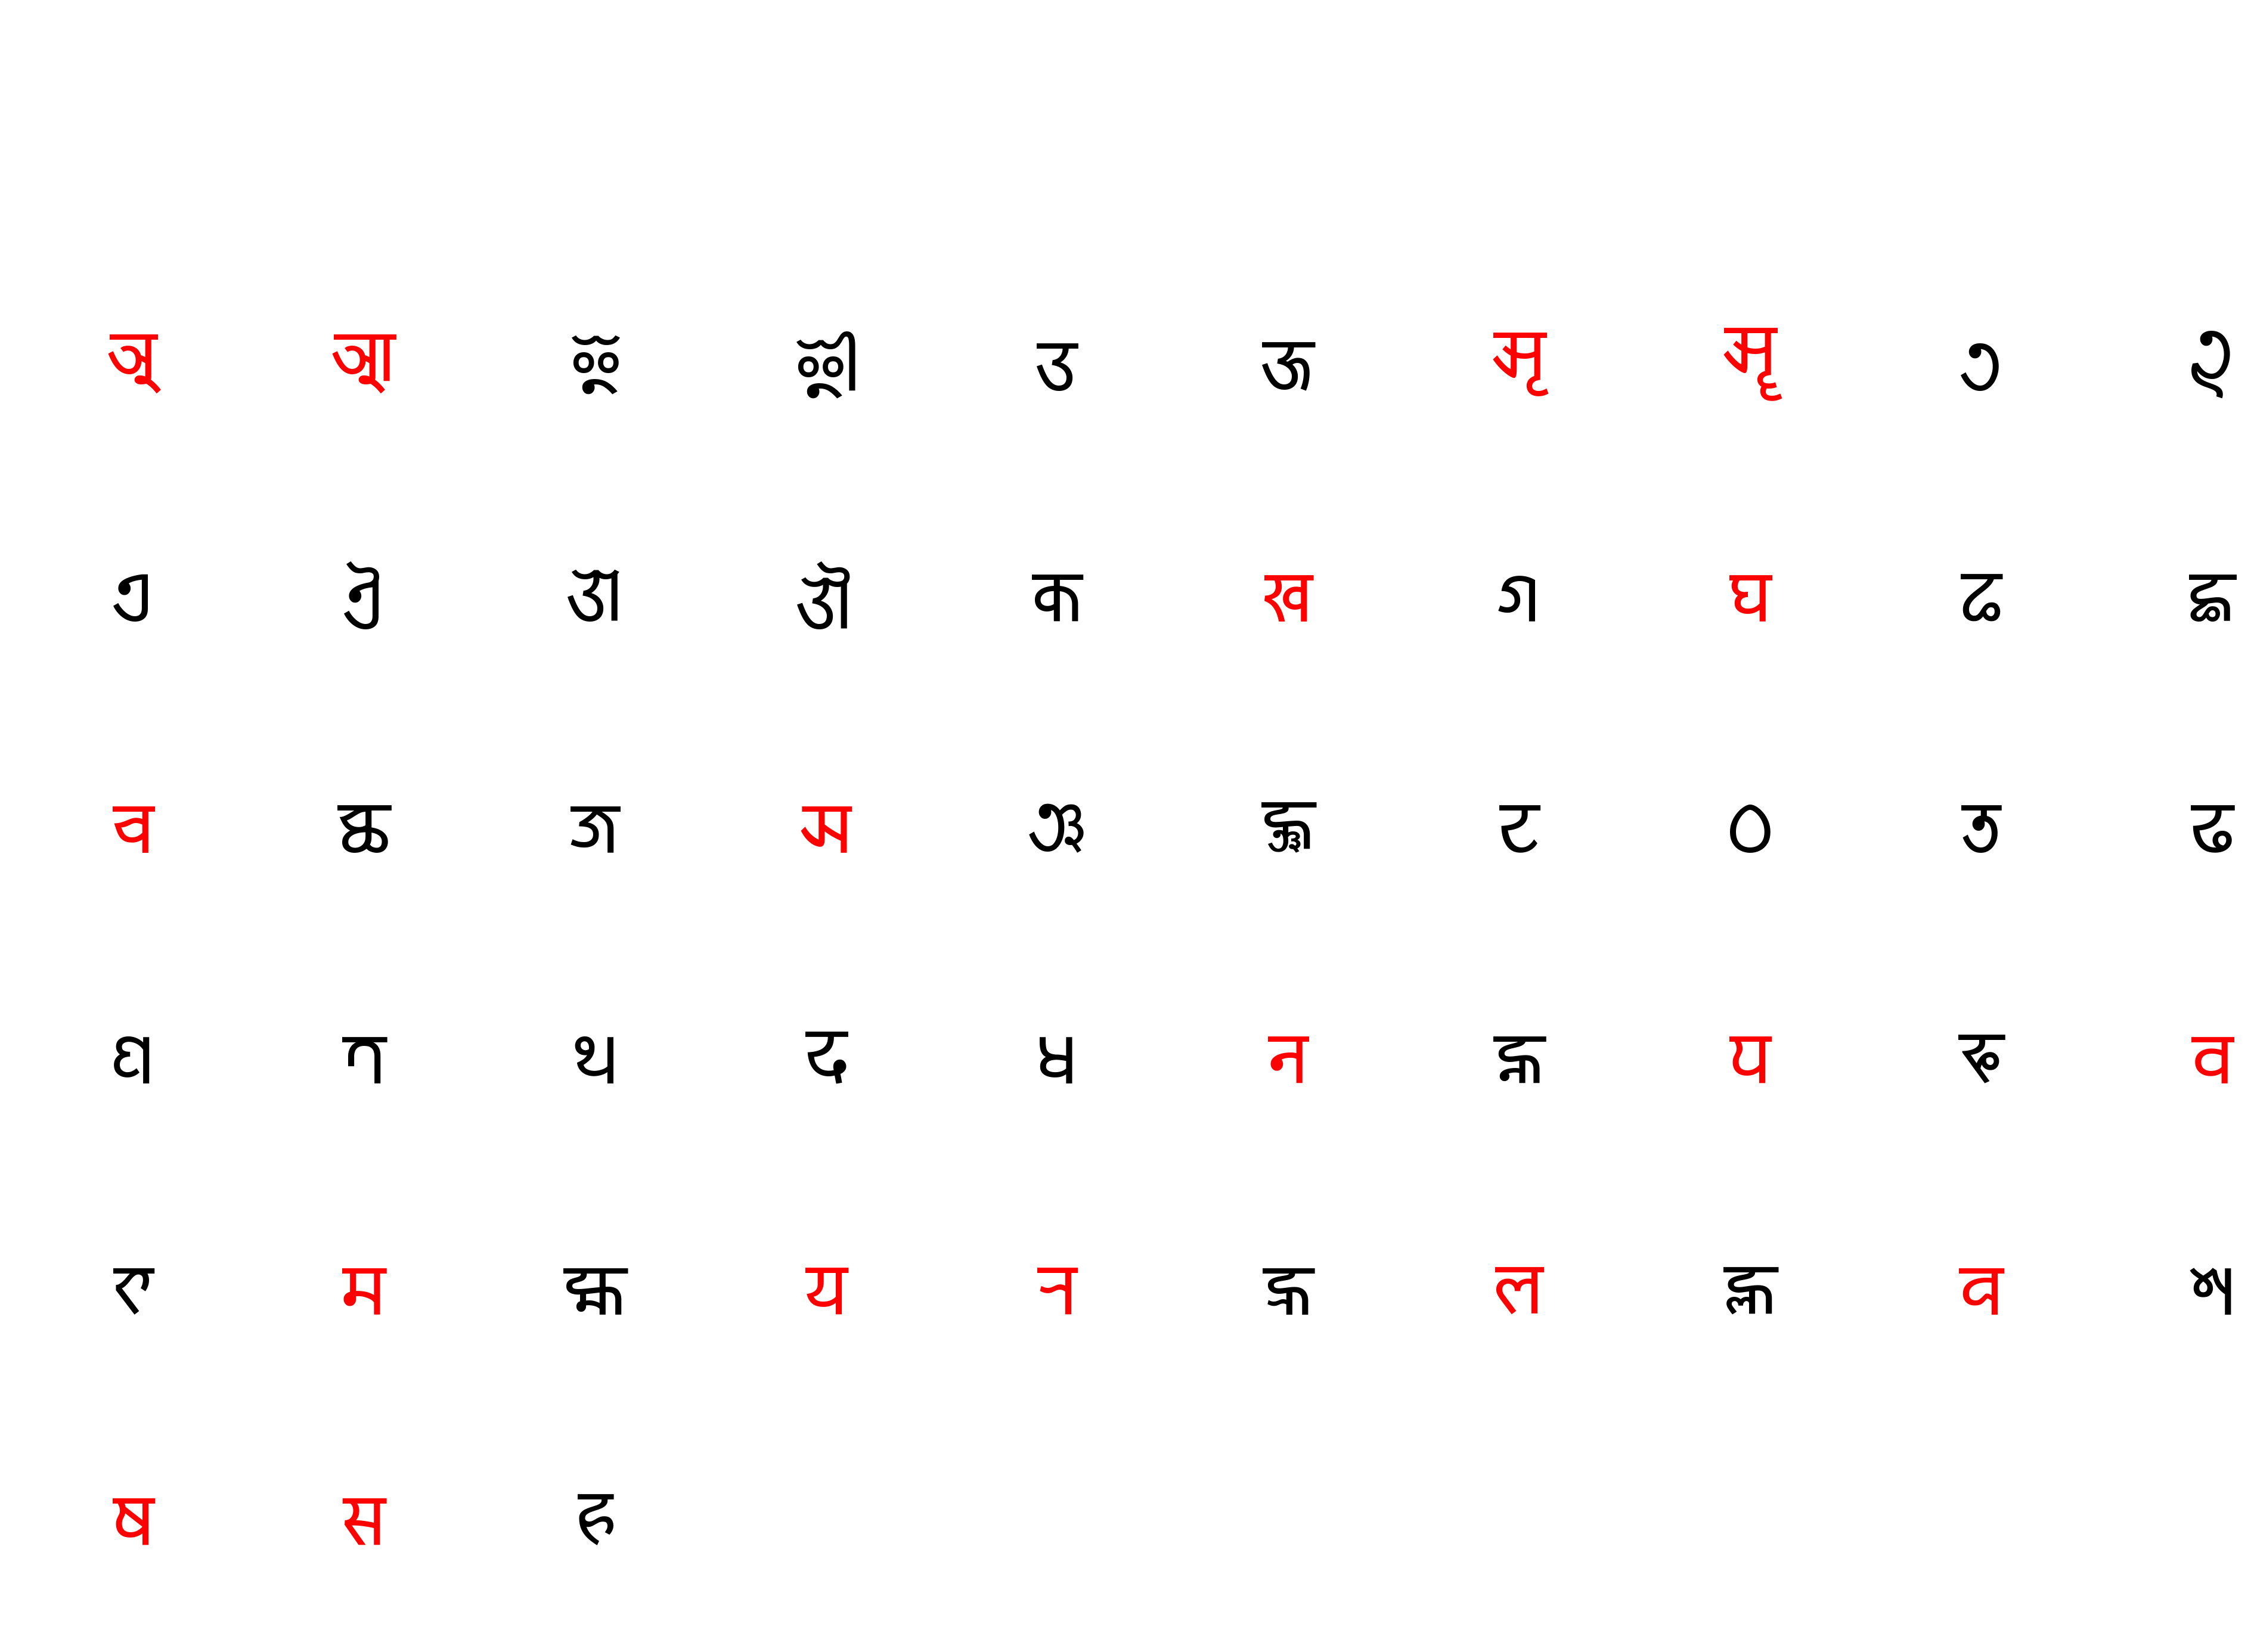 𑐀 𑐁 𑐂 𑐃 𑐄 𑐅 𑐆 𑐇 𑐈 𑐉
𑐊 𑐋 𑐌 𑐍 𑐎 𑐏 𑐐 𑐑 𑐒 𑐓
𑐔 𑐕 𑐖 𑐗 𑐘 𑐙 𑐚 𑐛 𑐜 𑐝
𑐞 𑐟 𑐠 𑐡 𑐢 𑐣 𑐤 𑐥 𑐦 𑐧
𑐨 𑐩 𑐪 𑐫 𑐬 𑐭 𑐮 𑐯 𑐰 𑐱
𑐲 𑐳 𑐴